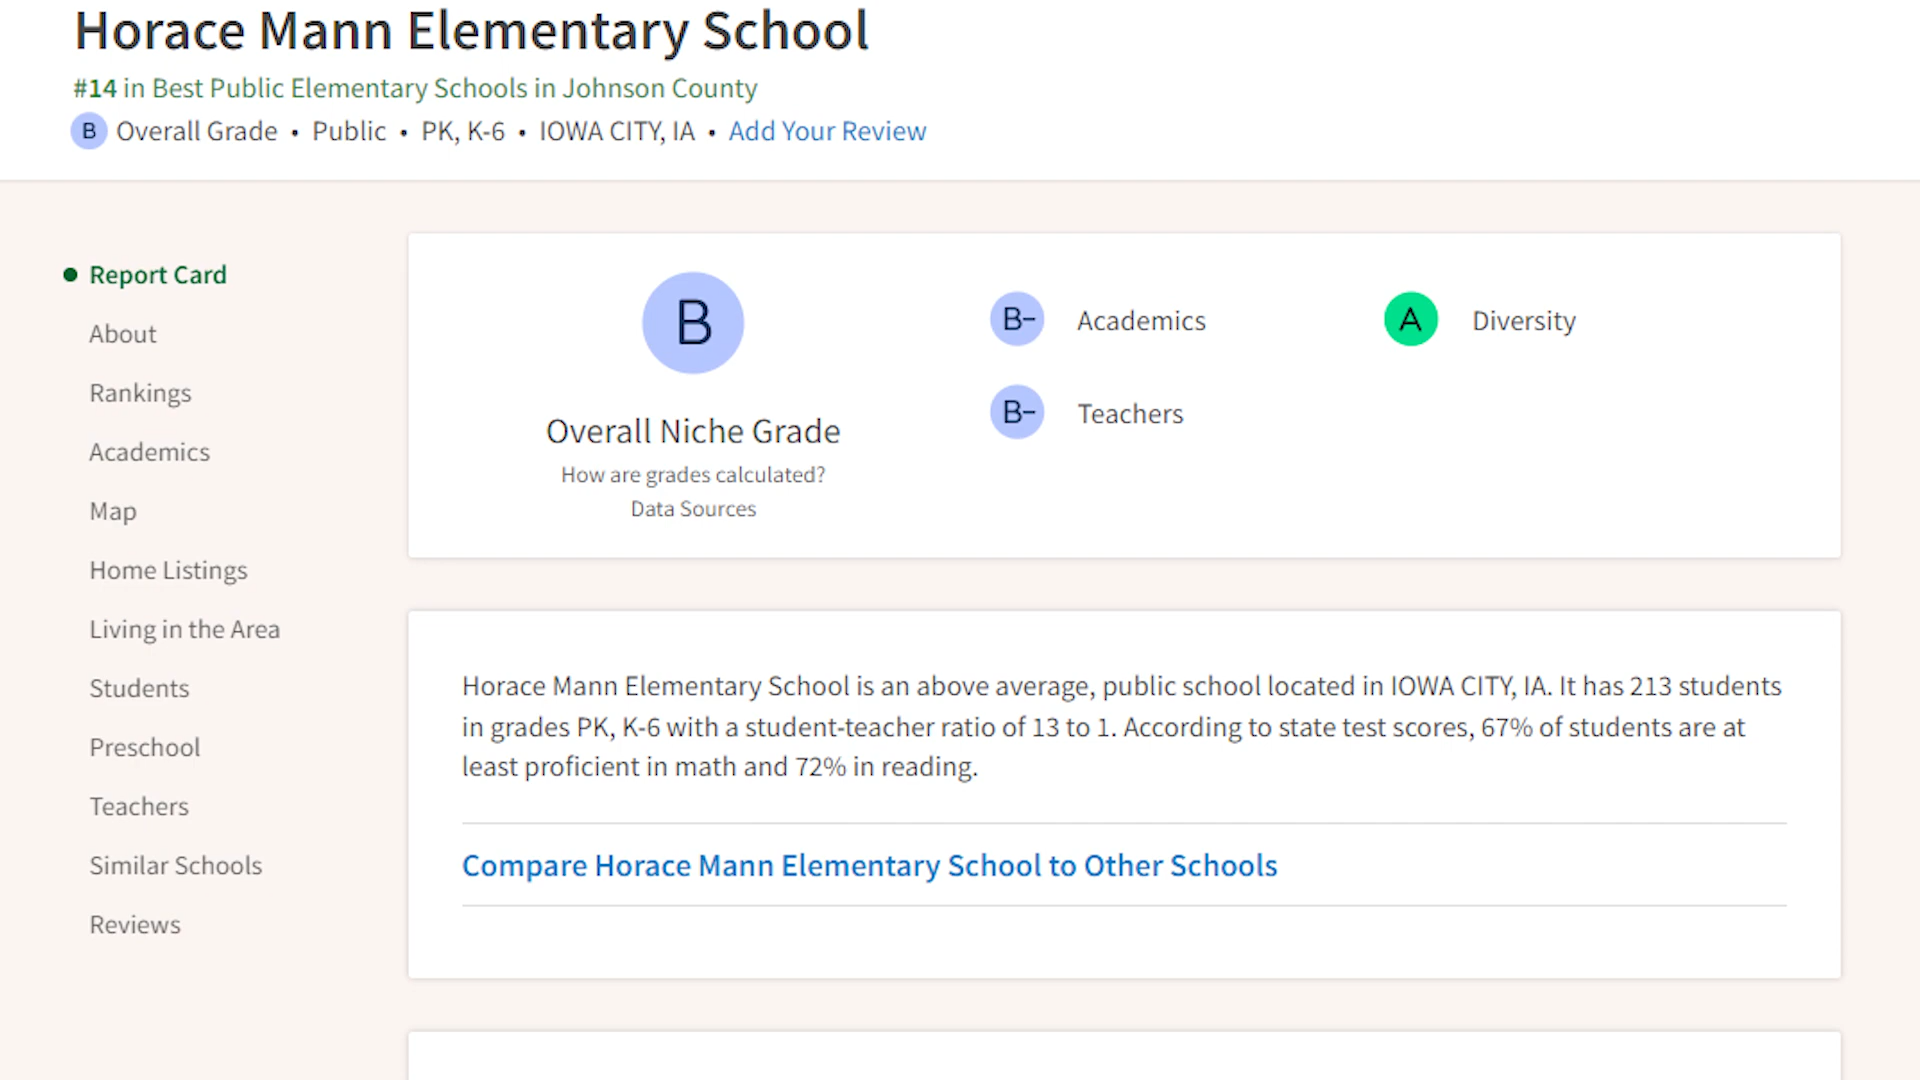 Horace Mann Elementary School
#14 in Best Public Elementary Schools in Johnson County
B Overall Grade • Public • PK, K-6 • IOWA CITY, IA • Add Your Review
Report Card
About
Rankings
Academics
Map
Home Listings
Living in the Area
Students
Preschool
Teachers
Similar Schools
Reviews
B
Overall Niche Grade
How are grades calculated?
Data Sources
B- Academics
B- Teachers
A Diversity
Horace Mann Elementary School is an above average, public school located in IOWA CITY, IA. It has 213 students
in grades PK, K-6 with a student-teacher ratio of 13 to 1. According to state test scores, 67% of students are at
least proficient in math and 72% in reading.
Compare Horace Mann Elementary School to Other Schools